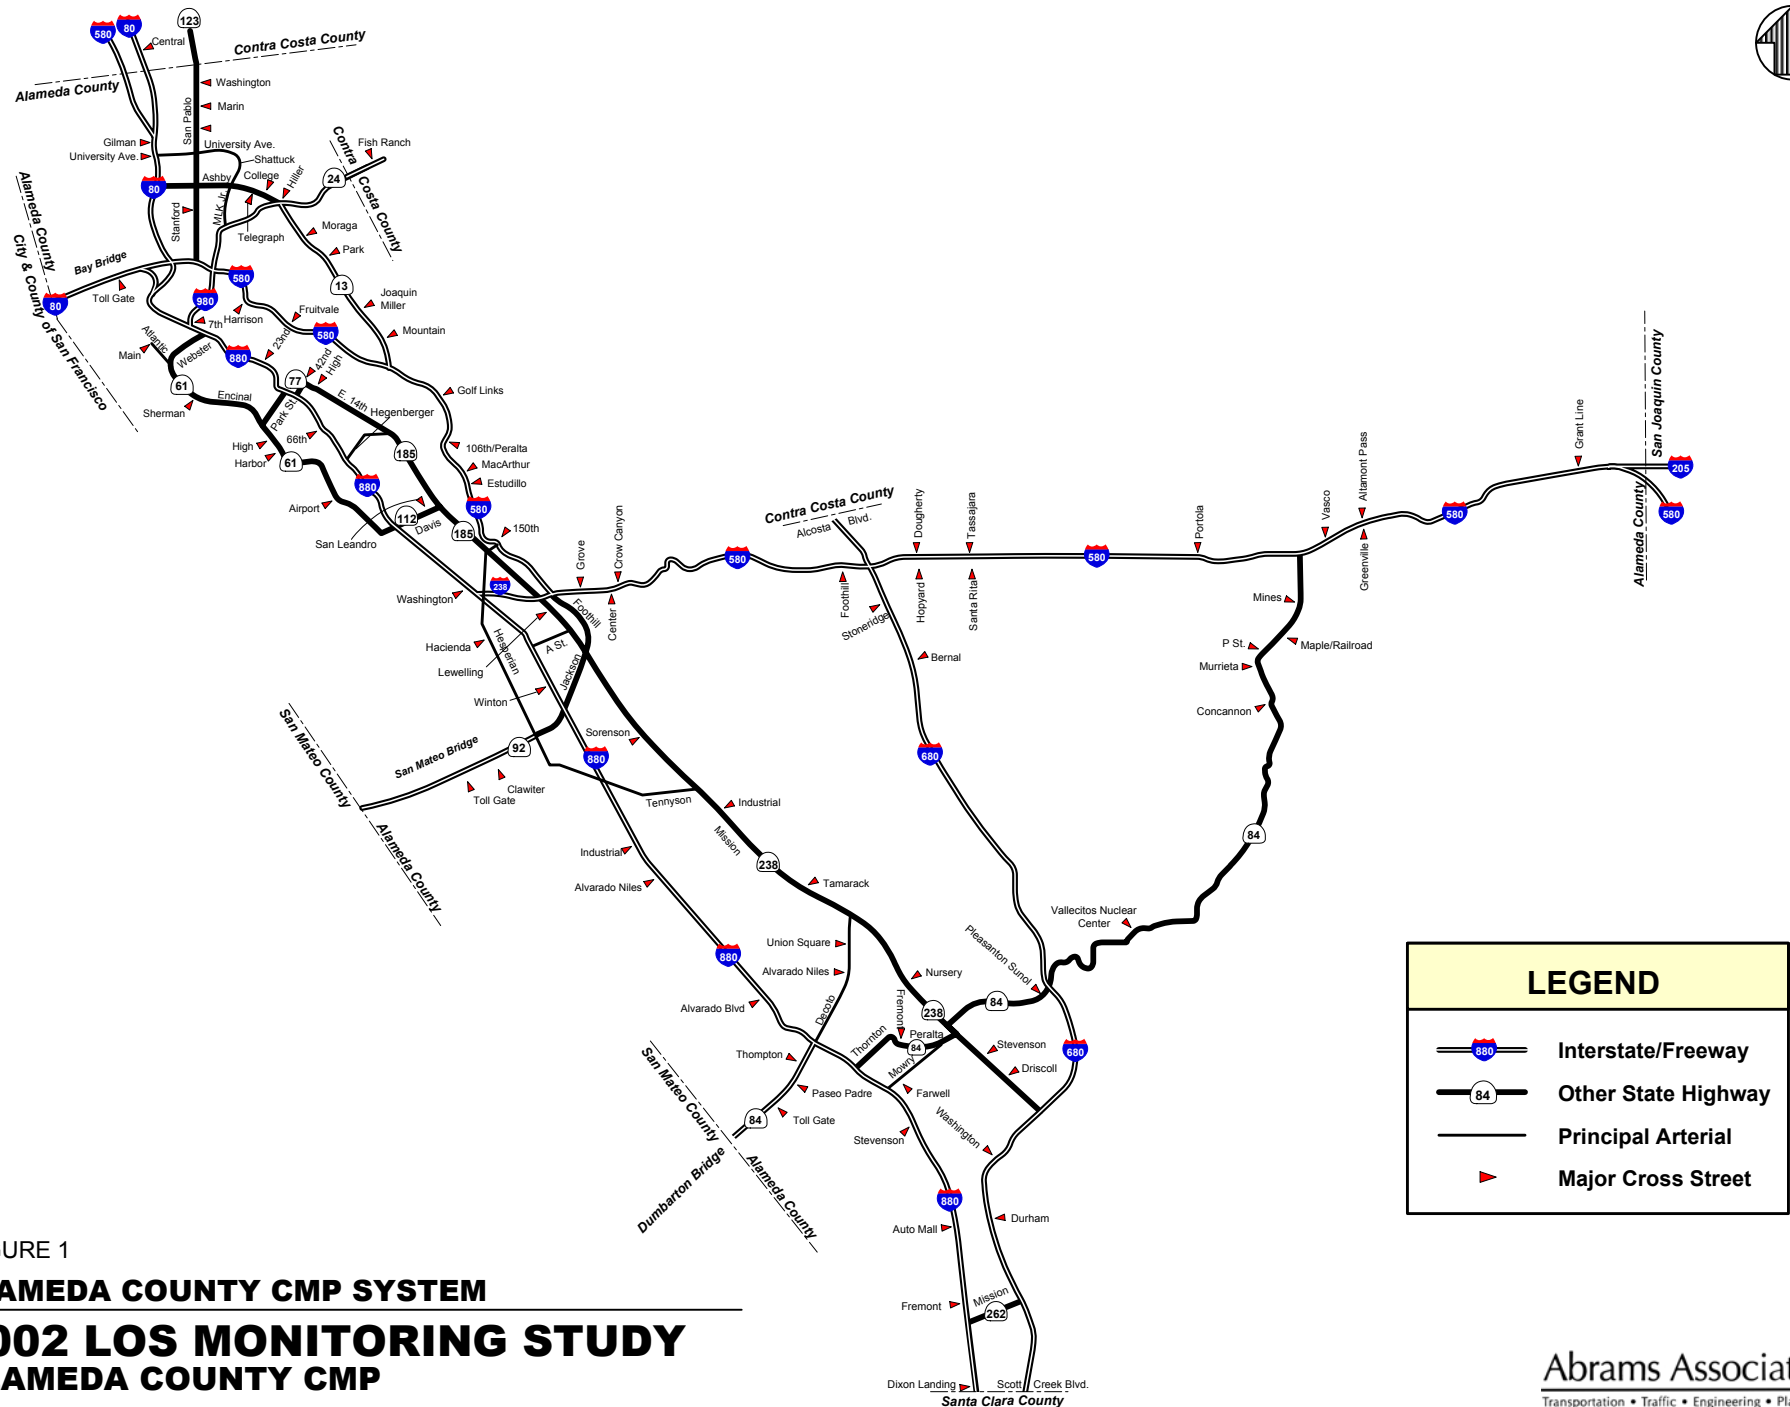 580
80
123
Central
Contra Costa County
Alameda County
Washington
Marin
San Pablo
Gilman
University Ave.
University Ave.
Shattuck
Contra
Costa County
Fish Ranch
Ashby
College
Hiller
24
80
MLK Jr.
Stanford
Telegraph
Moraga
Park
Alameda County
City & County of San Francisco
Bay Bridge
Toll Gate
80
580
980
13
Joaquin
Miller
Harrison
Fruitvale
7th
580
Mountain
Atlantic
Main
Webster
880
23rd
42nd
High
77
61
Sherman
Encinal
Park St.
E. 14th
Hegenberger
Golf Links
High
Harbor
66th
61
185
106th/Peralta
MacArthur
Estudillo
880
580
Airport
112
Davis
San Leandro
185
150th
238
Washington
Grove
Crow Canyon
Center
Foothill
Hacienda
Hesperian
A St.
Lewelling
Jackson
Winton
580
Contra Costa County
Alcosta
Blvd.
Dougherty
Tassajara
Foothill
Hopyard
Santa Rita
Stoneridge
580
Portola
Vasco
Altamont Pass
Greenville
580
Grant Line
San Joaquin County
Alameda County
205
580
Bernal
Mines
P St.
Maple/Railroad
Murrieta
Concannon
San Mateo County
Alameda County
San Mateo Bridge
92
Sorenson
880
Clawiter
Toll Gate
Tennyson
Industrial
Mission
680
Industrial
238
84
Alvarado Niles
Tamarack
Vallecitos Nuclear
Center
Union Square
880
Alvarado Niles
Nursery
Pleasanton Sunol
Alvarado Blvd
Decoto
Fremont
238
84
Thornton
Peralta
84
Mowry
Stevenson
680
Thompton
Driscoll
Paseo Padre
Farwell
San Mateo County
Alameda County
84
Toll Gate
Stevenson
Washington
Dumbarton Bridge
880
Auto Mall
Durham
Fremont
Mission
262
Dixon Landing
Scott
Creek Blvd.
Santa Clara County
LEGEND
880
Interstate/Freeway
84
Other State Highway
Principal Arterial
Major Cross Street
GURE 1
AMEDA COUNTY CMP SYSTEM
002 LOS MONITORING STUDY
AMEDA COUNTY CMP
Abrams Associat
Transportation • Traffic • Engineering • Pla